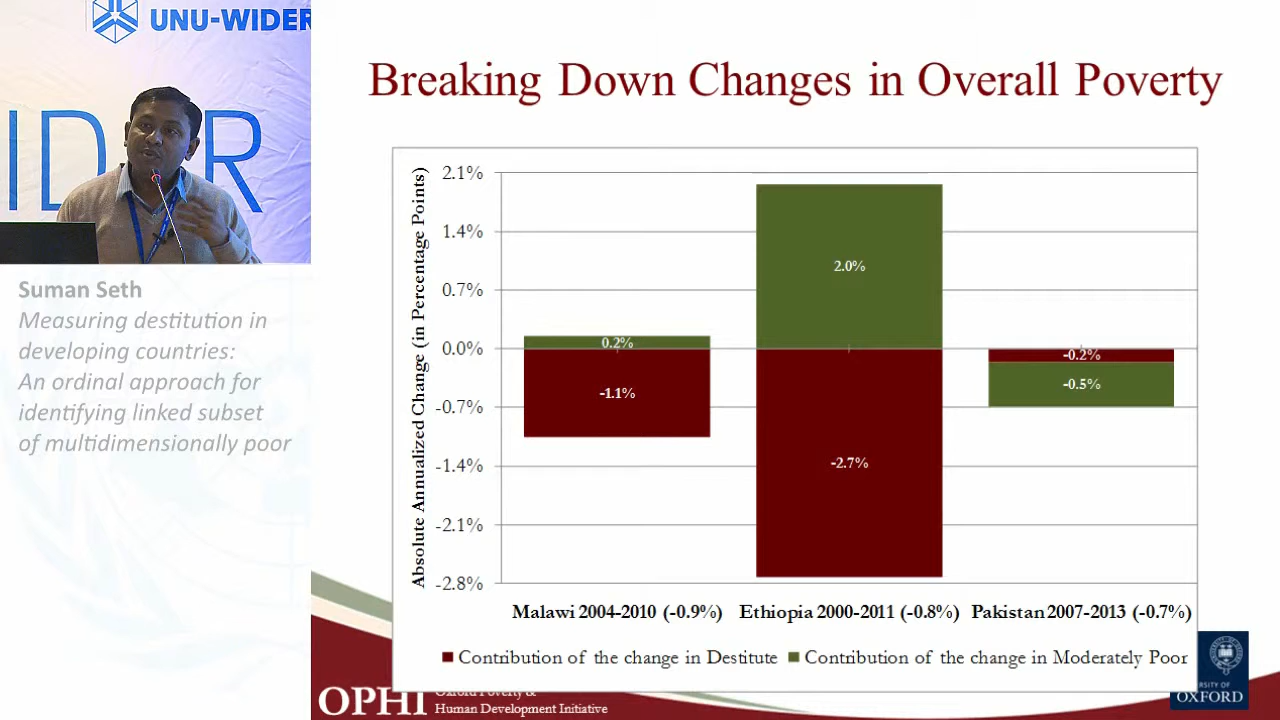 UNU-WIDER
ID R
Suman Seth
Measuring destitution in
developing countries:
An ordinal approach for
identifying linked subset
of multidimensionally poor
Breaking Down Changes in Overall Poverty
Absolute Annualized Change (in Percentage Points)
2.1%
1.4%
0.7%
0.0%
-0.7%
-1.4%
-2.1%
-2.8%
0.2%
-1.1%
2.0%
-2.7%
-0.2%
-0.5%
Malawi 2004-2010 (-0.9%) Ethiopia 2000-2011 (-0.8%) Pakistan 2007-2013 (-0.7%)
Contribution of the change in Destitute Contribution of the change in Moderately Poor
OPHI
Oxford Poverty &
Human Development Initiative
RSITY OF
OXFORD